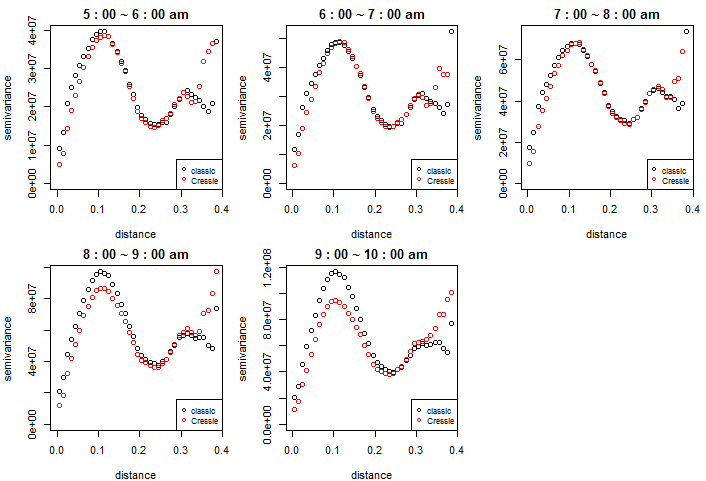 5 : 00 ~ 6 : 00 am
semivariance
0e+00 1e+07 2e+07 3e+07 4e+07
0.0 0.1 0.2 0.3 0.4
distance
classic
Cressie
6 : 00 ~ 7 : 00 am
semivariance
0e+00 2e+07 4e+07
0.0 0.1 0.2 0.3 0.4
distance
classic
Cressie
7 : 00 ~ 8 : 00 am
semivariance
0e+00 2e+07 4e+07 6e+07
0.0 0.1 0.2 0.3 0.4
distance
classic
Cressie
8 : 00 ~ 9 : 00 am
semivariance
0e+00 4e+07 8e+07
0.0 0.1 0.2 0.3 0.4
distance
classic
Cressie
9 : 00 ~ 10 : 00 am
semivariance
0.0e+00 4.0e+07 8.0e+07 1.2e+08
0.0 0.1 0.2 0.3 0.4
distance
classic
Cressie